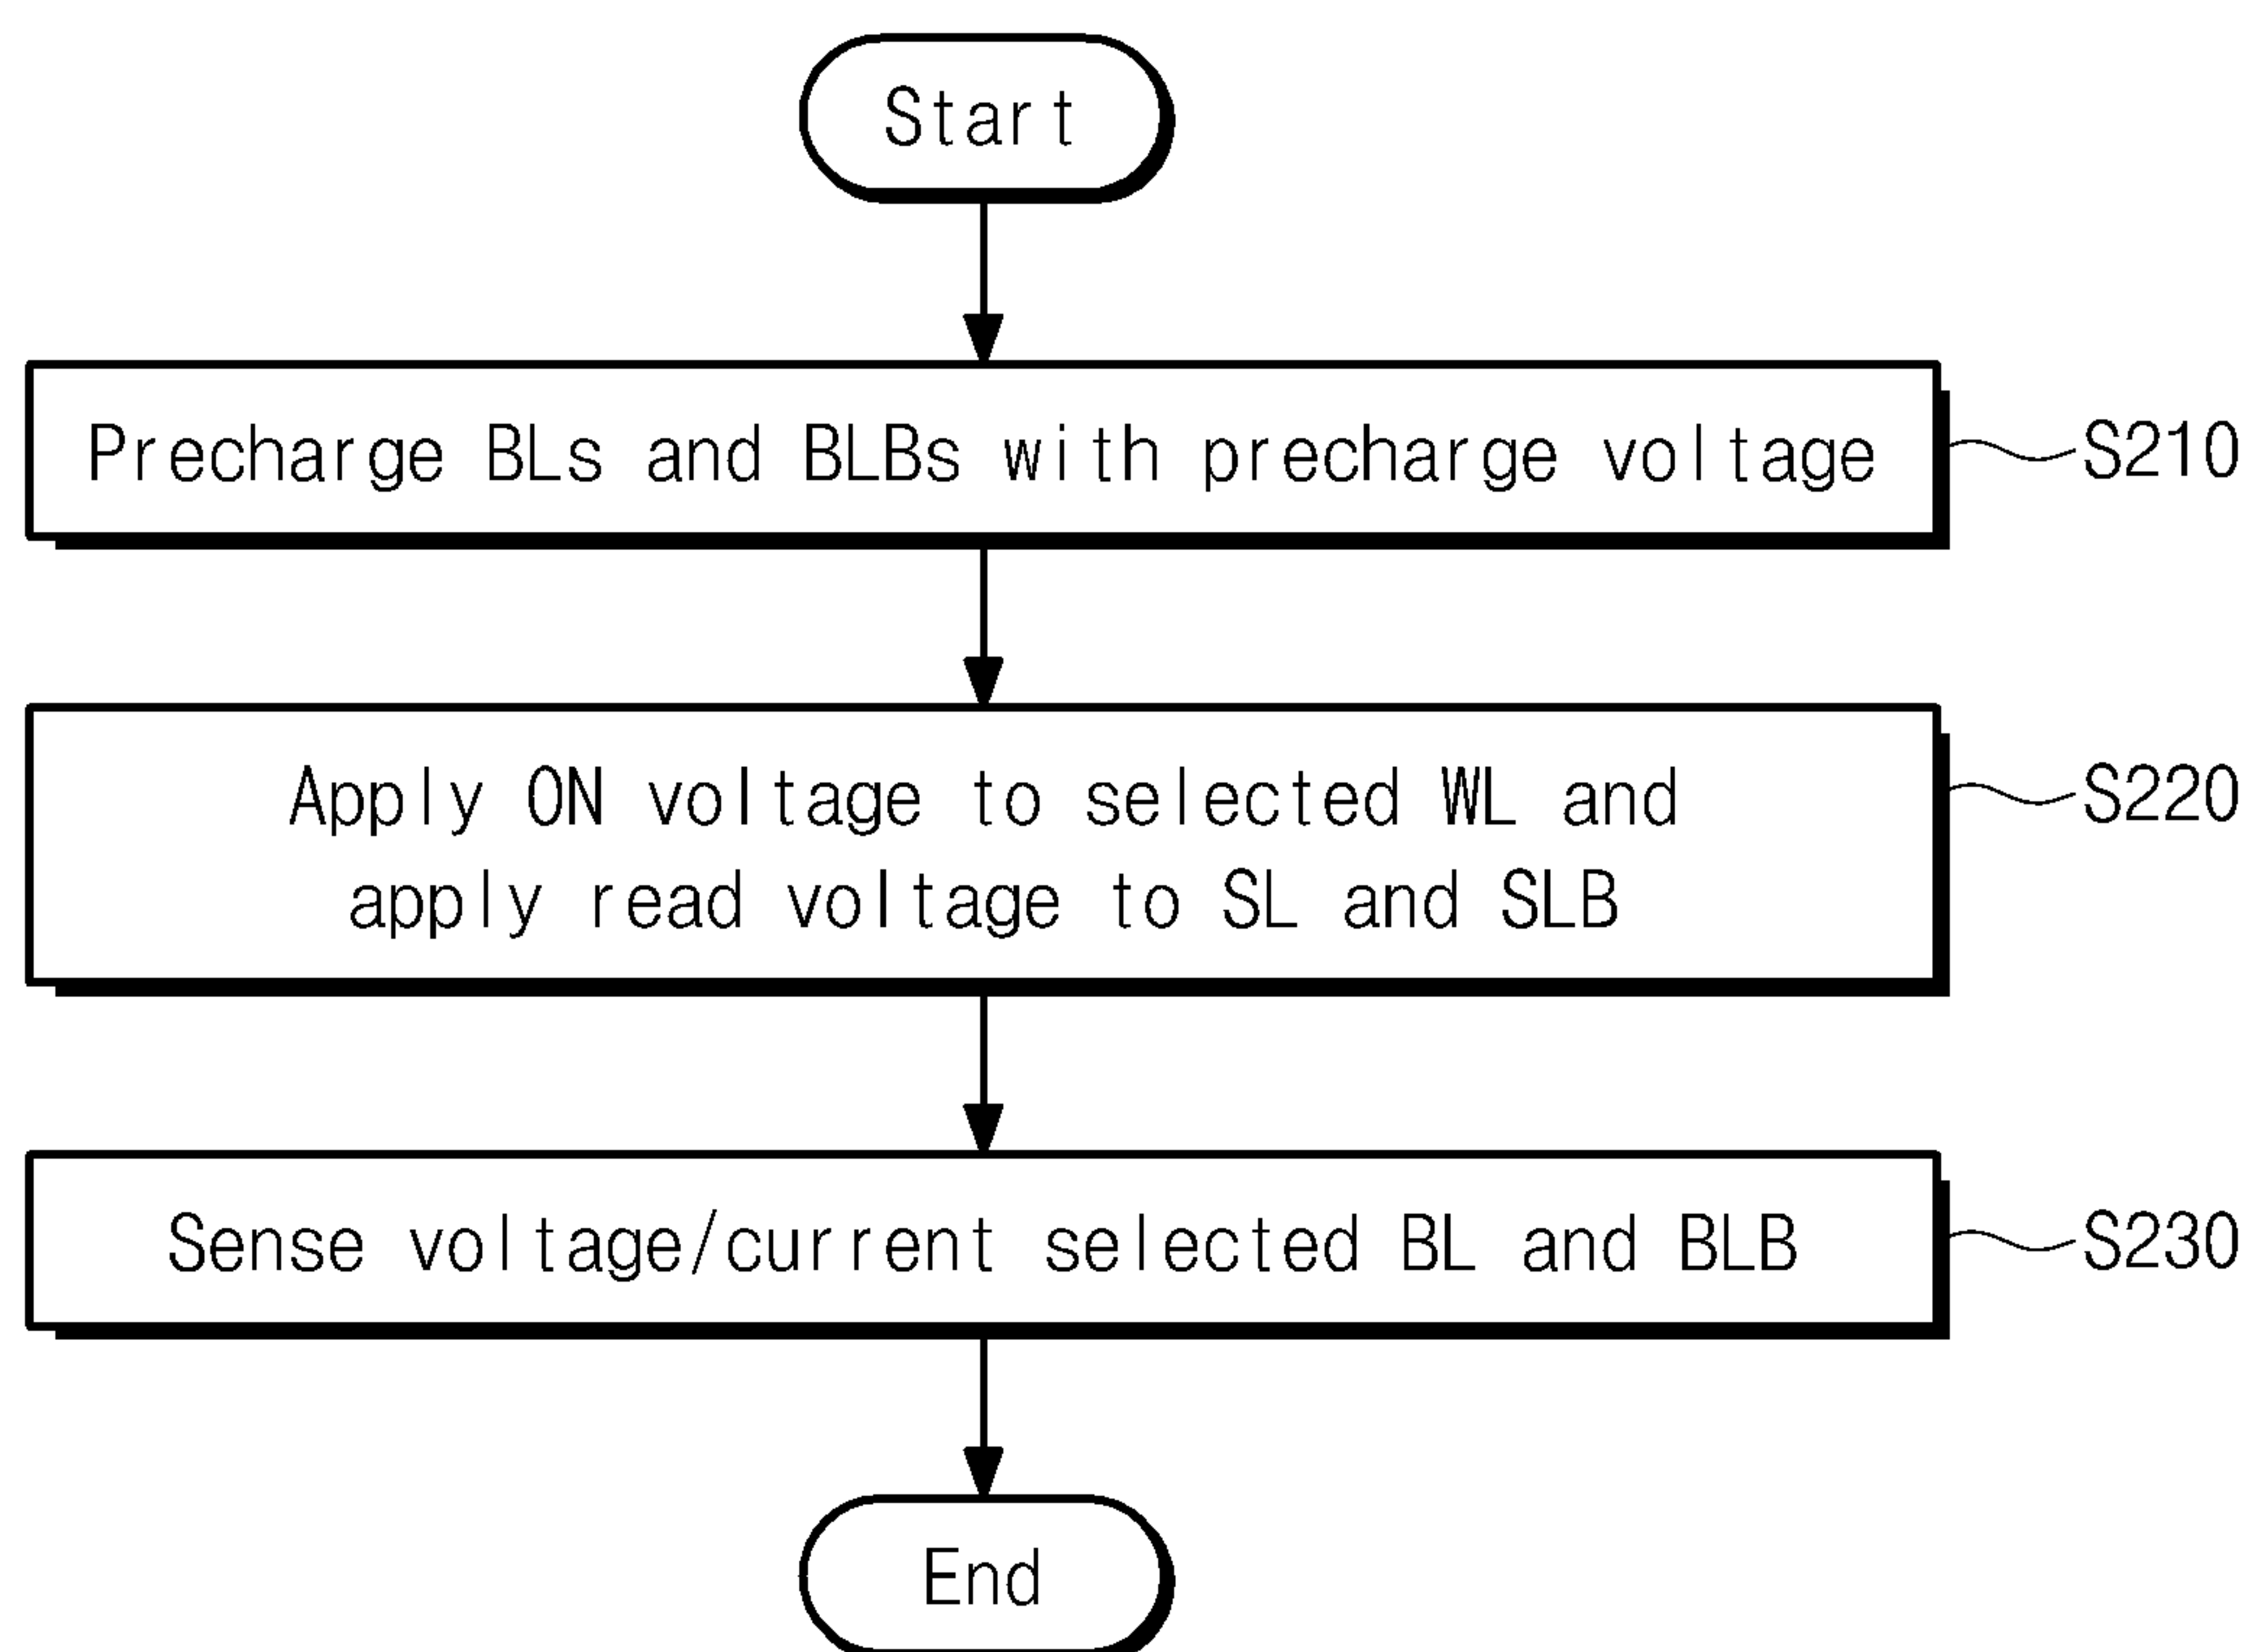 Start
Precharge BLs and BLBs with precharge voltage
S210
Apply ON voltage to selected WL and
apply read voltage to SL and SLB
S220
Sense voltage/current selected BL and BLB
S230
End